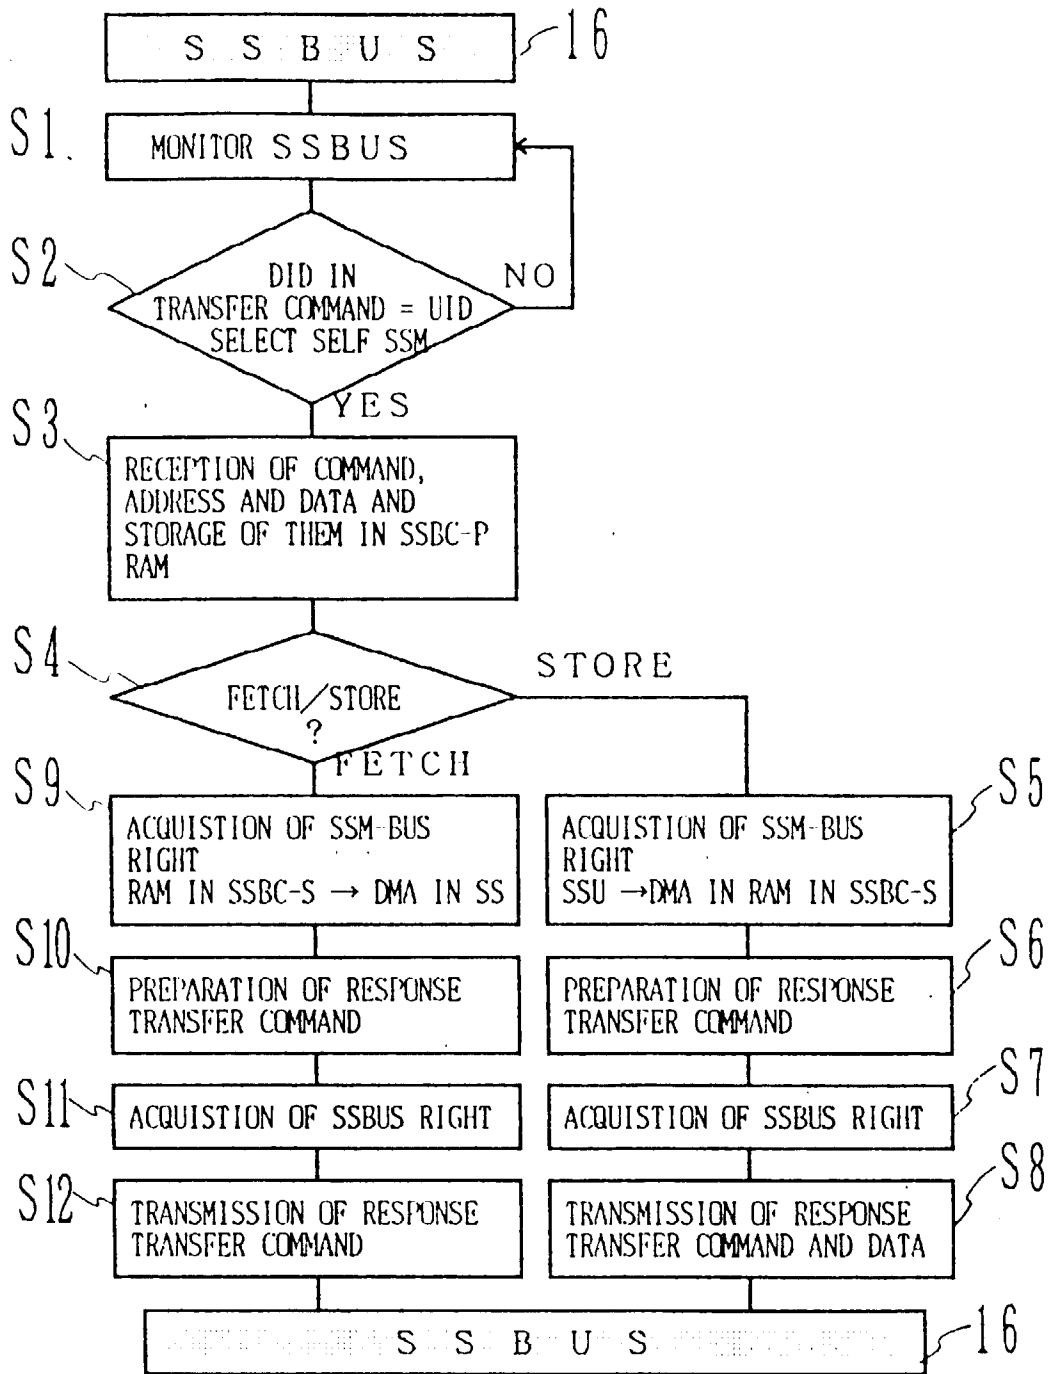 SSBUS 16
S1
MONITOR SSBUS
S2
DID IN
TRANSFER COMMAND = UID
SELECT SELF SSM
NO
YES
S3
RECEPTION OF COMMAND,
ADDRESS AND DATA AND
STORAGE OF THEM IN SSBC-P
RAM
S4
FETCH/STORE
?
STORE
FETCH
S9
ACQUISTION OF SSM-BUS
RIGHT
RAM IN SSBC-S → DMA IN SS
S5
ACQUISTION OF SSM-BUS
RIGHT
SSU → DMA IN RAM IN SSBC-S
S10
PREPARATION OF RESPONSE
TRANSFER COMMAND
S6
PREPARATION OF RESPONSE
TRANSFER COMMAND
S11
ACQUISTION OF SSBUS RIGHT
S7
ACQUISTION OF SSBUS RIGHT
S12
TRANSMISSION OF RESPONSE
TRANSFER COMMAND
S8
TRANSMISSION OF RESPONSE
TRANSFER COMMAND AND DATA
SSBUS 16